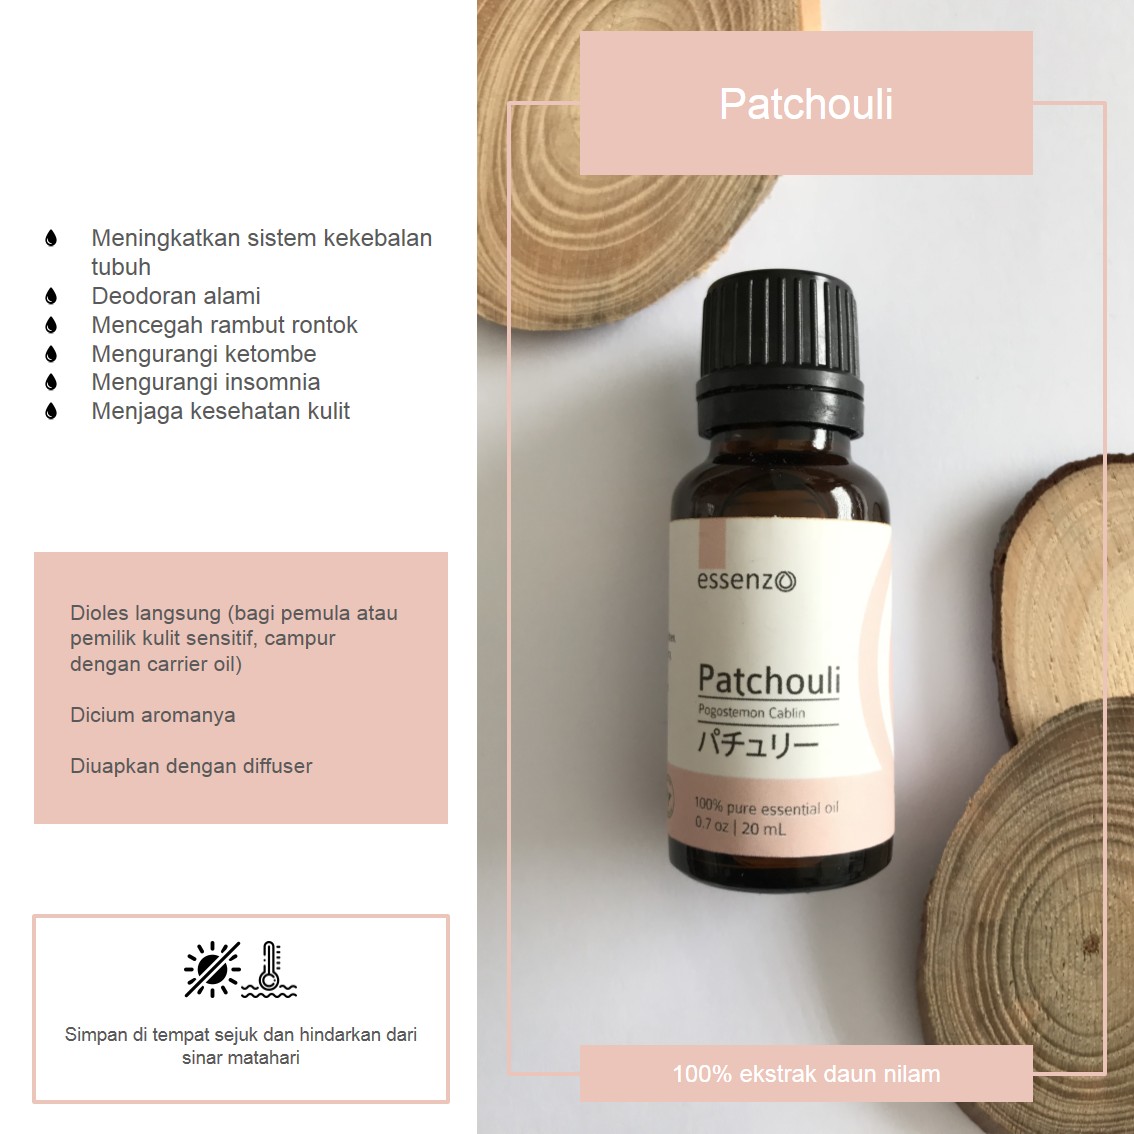 Patchouli
Meningkatkan sistem kekebalan
tubuh
Deodoran alami
Mencegah rambut rontok
Mengurangi ketombe
Mengurangi insomnia
Menjaga kesehatan kulit
Dioles langsung (bagi pemula atau
pemilik kulit sensitif, campur
dengan carrier oil)
Dicium aromanya
Diuapkan dengan diffuser
Simpan di tempat sejuk dan hindarkan dari
sinar matahari
essenzo
Patchouli
Pogostemon Cablin
パチュリー
100% pure essential oil
0.7 oz | 20 mL
100% ekstrak daun nilam